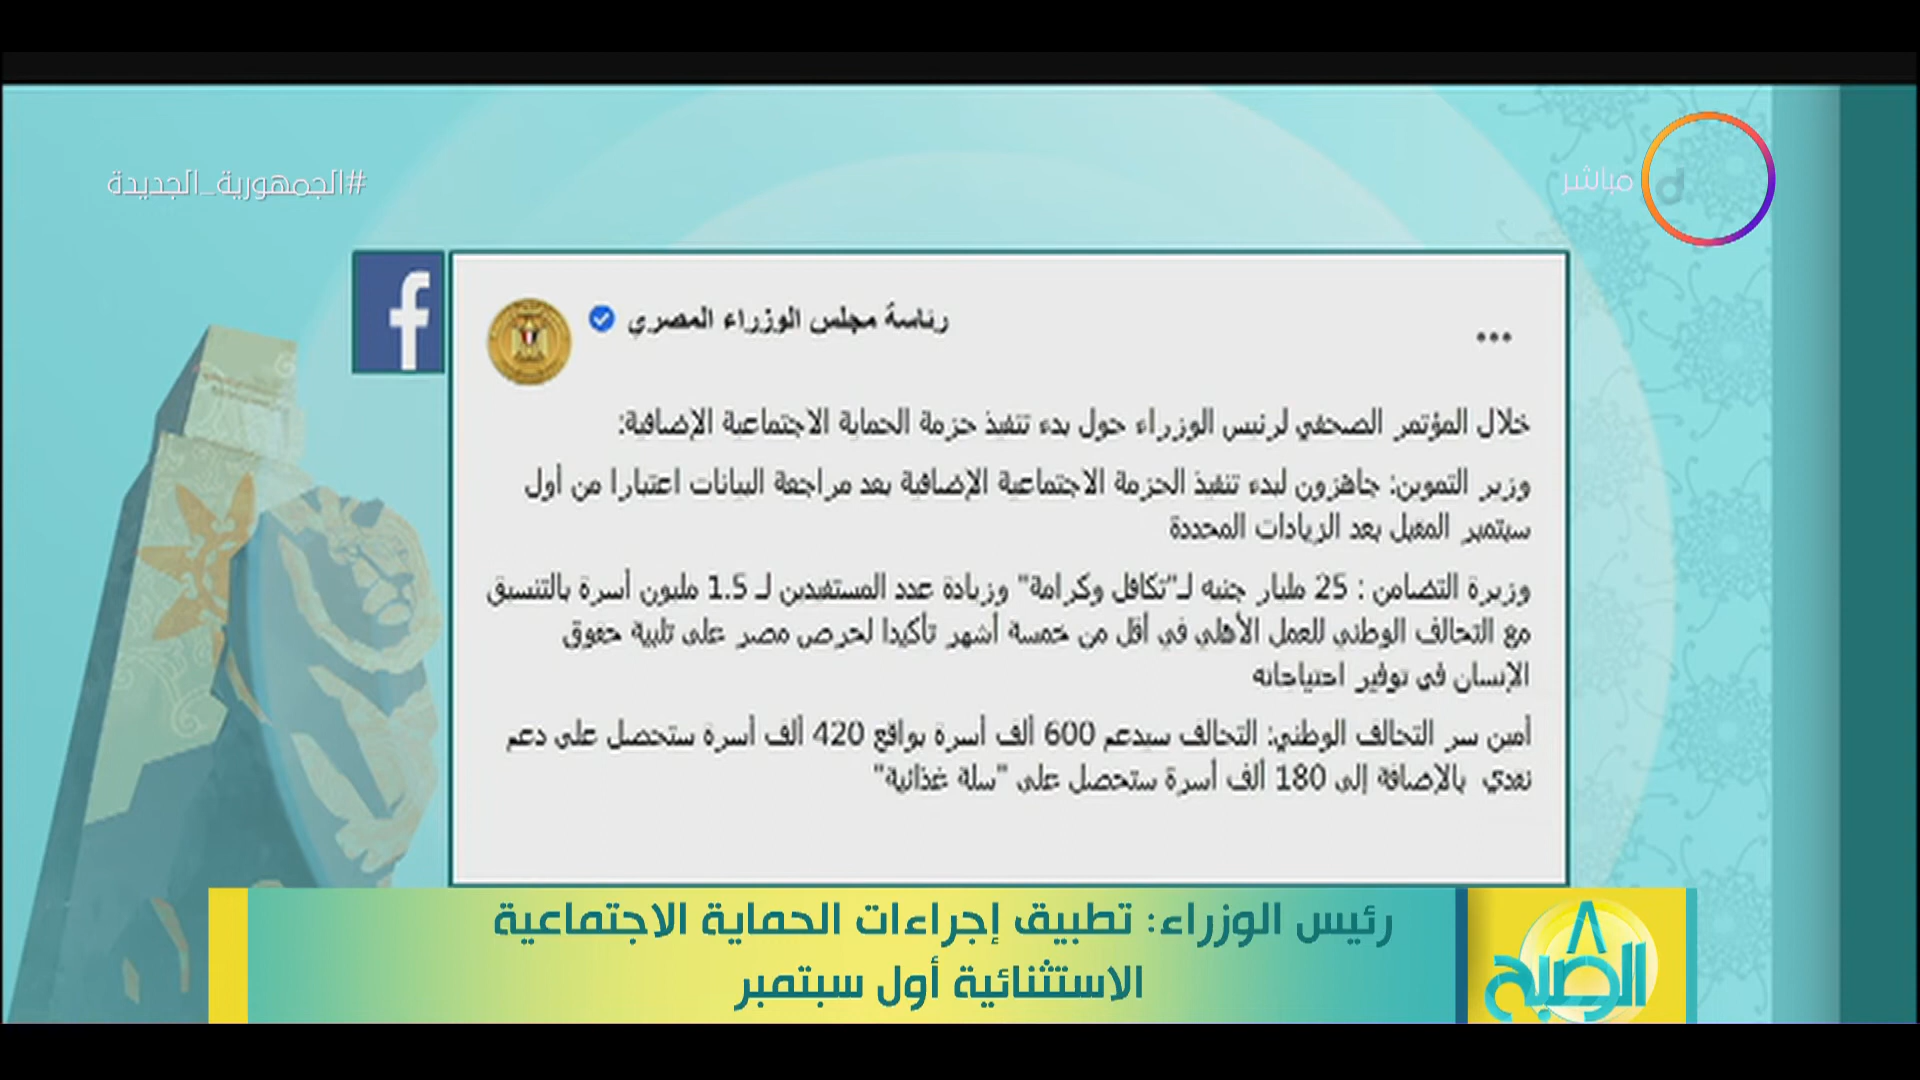 #الجمهورية_الجديدة
مباشر
d
f
رئاسة مجلس الوزراء المصري
خلال المؤتمر الصحفي لرئيس الوزراء حول بدء تنفيذ حزمة الحماية الاجتماعية الإضافية:
وزير التموين: جاهزون لبدء تنفيذ الحزمة الاجتماعية الإضافية بعد مراجعة البيانات اعتبارا من أول
سبتمبر المقبل بعد الزيادات المحددة
وزيرة التضامن : 25 مليار جنيه لـ"تكافل وكرامة" وزيادة عدد المستفيدين لـ 1.5 مليون أسرة بالتنسيق
مع التحالف الوطني للعمل الأهلي في أقل من خمسة أشهر تأكيدا لحرص مصر على تلبية حقوق
الإنسان في توفير احتياجاته
أمين سر التحالف الوطني: التحالف سيدعم 600 ألف أسرة بواقع 420 ألف أسرة ستحصل على دعم
نقدي بالإضافة إلى 180 ألف أسرة ستحصل على "سلة غذائية"
رئيس الوزراء: تطبيق إجراءات الحماية الاجتماعية
الاستثنائية أول سبتمبر
٨
الصبح